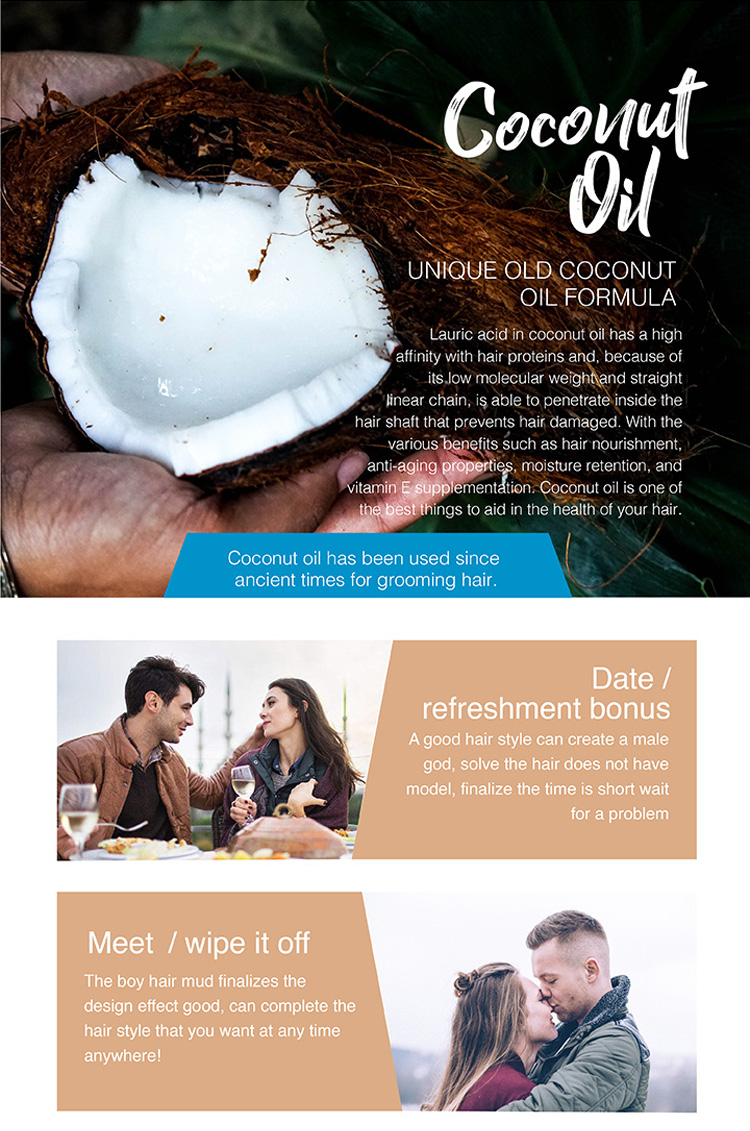 Coconut
Oil
UNIQUE OLD COCONUT
OIL FORMULA
Lauric acid in coconut oil has a high
affinity with hair proteins and, because of
its low molecular weight and straight
linear chain, is able to penetrate inside the
hair shaft that prevents hair damaged. With the
various benefits such as hair nourishment,
anti-aging properties, moisture retention, and
vitamin E supplementation. Coconut oil is one of
the best things to aid in the health of your hair.
Coconut oil has been used since
ancient times for grooming hair.
Date /
refreshment bonus
A good hair style can create a male
god, solve the hair does not have
model, finalize the time is short wait
for a problem
Meet / wipe it off
The boy hair mud finalizes the
design effect good, can complete the
hair style that you want at any time
anywhere!